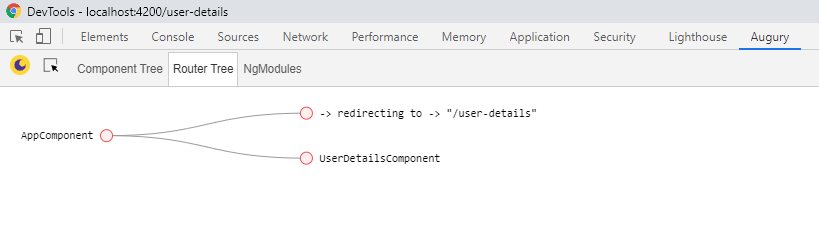 DevTools - localhost:4200/user-details
Elements Console Sources Network Performance Memory Application Security Lighthouse Augury
Component Tree Router Tree NgModules
-> redirecting to -> "/user-details"
AppComponent
UserDetailsComponent